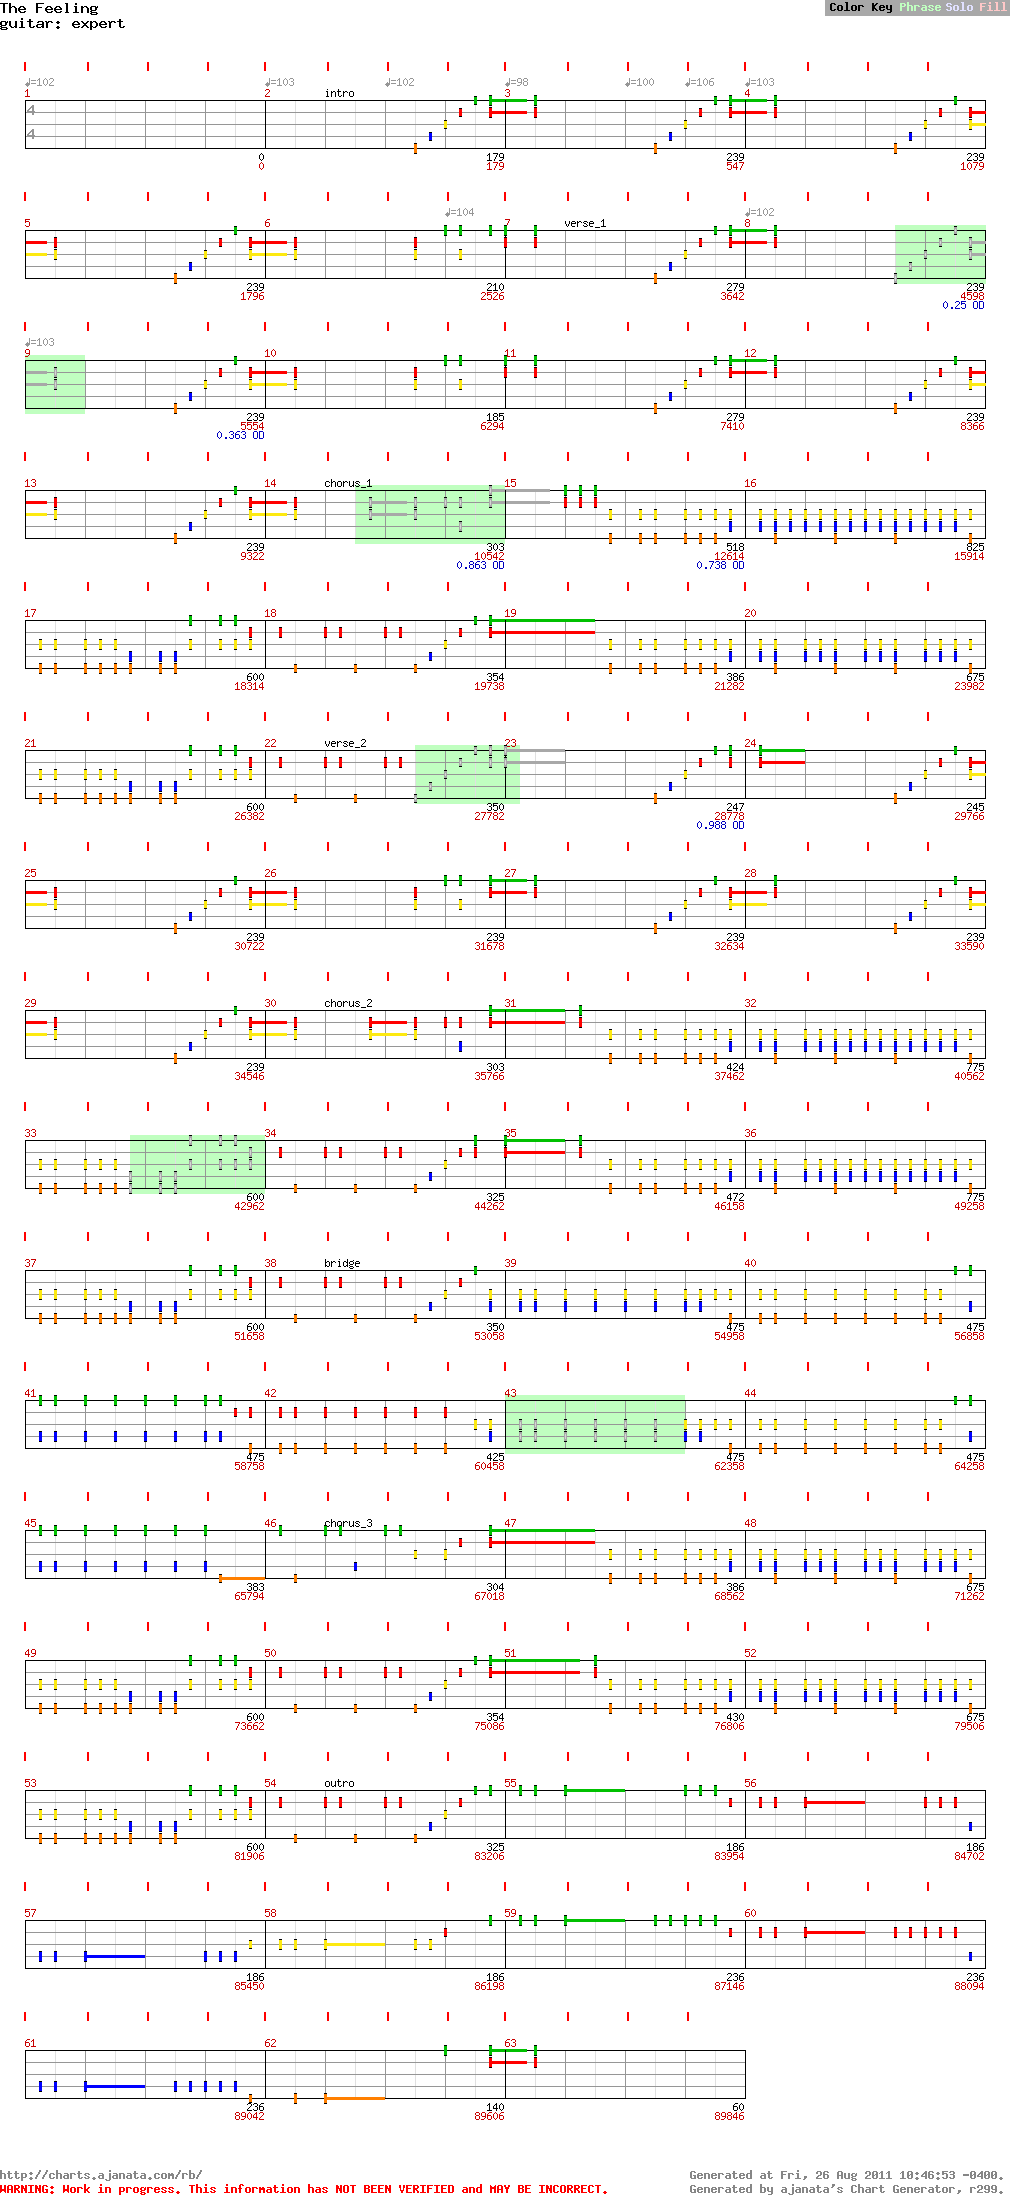 The Feeling
guitar: expert
Color Key Phrase Solo Fill
♩=102 ♩=103 ♩=102 ♩=98 ♩=100 ♩=106 ♩=103
1 2 intro 3 4
4
4
0 179 239 239
0 179 547 1079
♩=104 ♩=102
5 6 7 verse_1 8
239 210 279 239
1796 2526 3642 4598
0.25 OD
♩=103
9 10 11 12
239 185 279 239
5554 6294 7410 8366
0.363 OD
13 14 chorus_1 15 16
239 303 518 825
9322 10542 12614 15914
0.863 OD 0.738 OD
17 18 19 20
600 354 386 675
18314 19738 21282 23982
21 22 verse_2 23 24
600 350 247 245
26382 27782 28778 29766
0.988 OD
25 26 27 28
239 239 239 239
30722 31678 32634 33590
29 30 chorus_2 31 32
239 303 424 775
34546 35766 37462 40562
33 34 35 36
600 325 472 775
42962 44262 46158 49258
37 38 bridge 39 40
600 350 475 475
51658 53058 54958 56858
41 42 43 44
475 425 475 475
58758 60458 62358 64258
45 46 chorus_3 47 48
383 304 386 675
65794 67018 68562 71262
49 50 51 52
600 354 430 675
73662 75086 76806 79506
53 54 outro 55 56
600 325 186 186
81906 83206 83954 84702
57 58 59 60
186 186 236 236
85450 86198 87146 88094
61 62 63
236 140 60
89042 89606 89846
http://charts.ajanata.com/rb/ Generated at Fri, 26 Aug 2011 10:46:53 -0400.
WARNING: Work in progress. This information has NOT BEEN VERIFIED and MAY BE INCORRECT. Generated by ajanata's Chart Generator, r299.